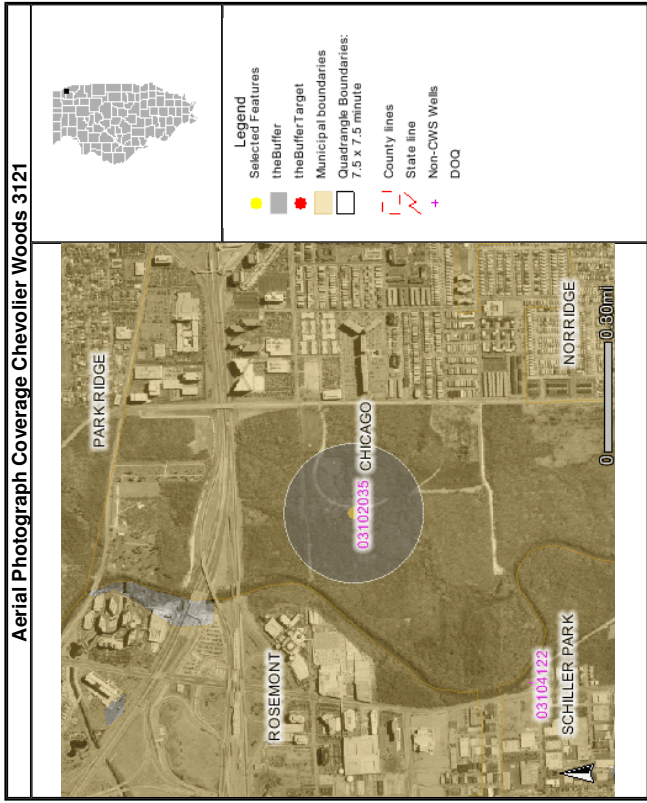 Aerial Photograph Coverage Chevolier Woods 3121
PARK RIDGE
ROSEMONT
03102035 CHICAGO
03104122
SCHILLER PARK
NORRIDGE
0
0.80mi
Legend
Selected Features
theBuffer
theBufferTarget
Municipal boundaries
Quadrangle Boundaries:
7.5 x 7.5 minute
County lines
State line
Non-CWS Wells
DOQ